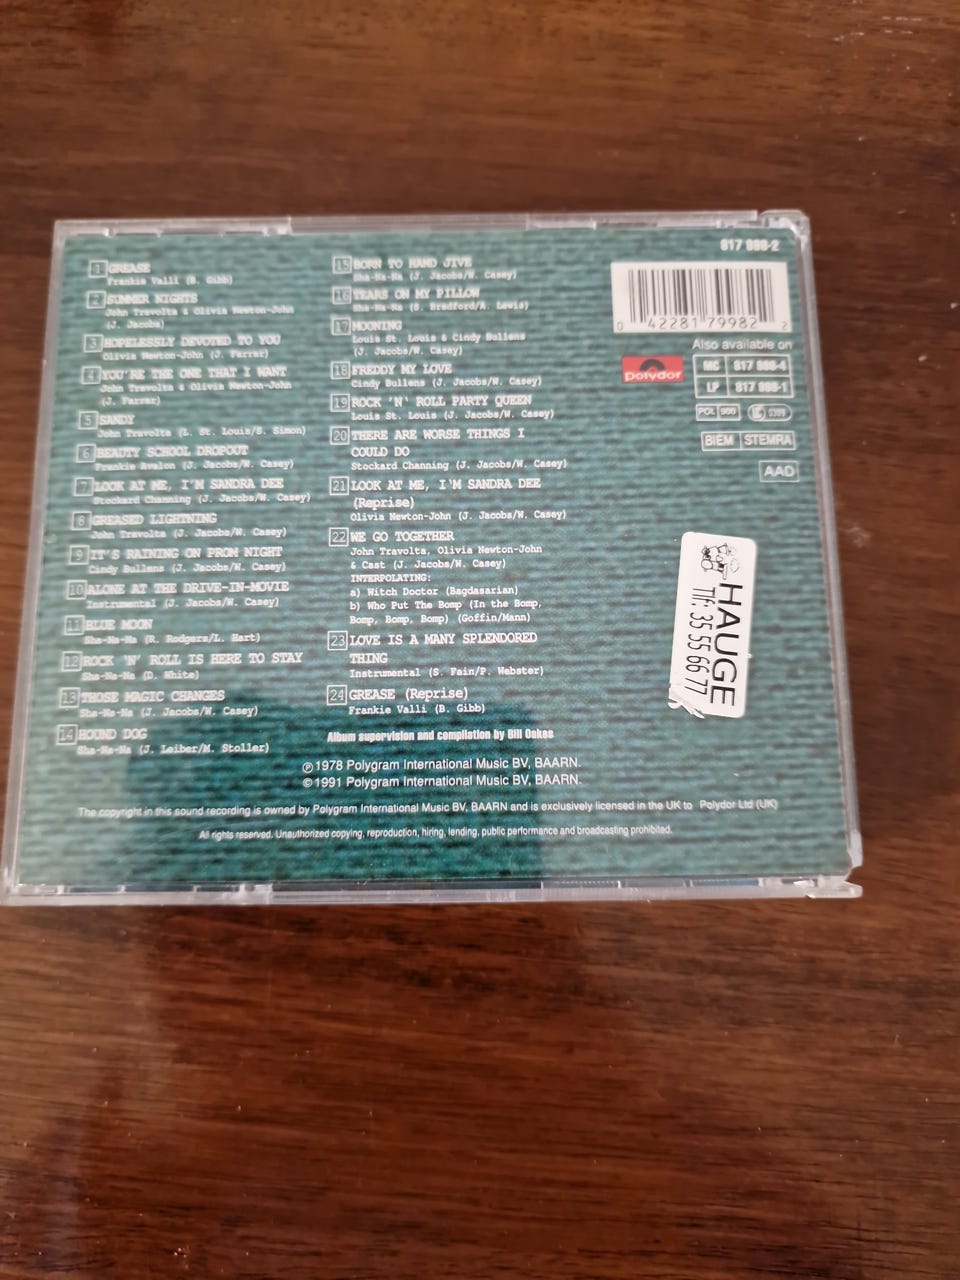 817 998-2
1 GREASE
Frankie Valli (B. Gibb)
2 SUMMER NIGHTS
John Travolta & Olivia Newton-John
(J. Jacobs)
3 HOPELESSLY DEVOTED TO YOU
Olivia Newton-John (J. Farrar)
4 YOU'RE THE ONE THAT I WANT
John Travolta & Olivia Newton-John
(J. Farrar)
5 SANDY
John Travolta (L. St. Louis/S. Simon)
6 BEAUTY SCHOOL DROPOUT
Frankie Avalon (J. Jacobs/W. Casey)
7 LOOK AT ME, I'M SANDRA DEE
Stockard Channing (J. Jacobs/W. Casey)
8 GREASED LIGHTNING
John Travolta (J. Jacobs/W. Casey)
9 IT'S RAINING ON PROM NIGHT
Cindy Bullens (J. Jacobs/W. Casey)
10 ALONE AT THE DRIVE-IN-MOVIE
Instrumental (J. Jacobs/W. Casey)
11 BLUE MOON
Sha-Na-Na (R. Rodgers/L. Hart)
12 ROCK 'N' ROLL IS HERE TO STAY
Sha-Na-Na (D. White)
13 THOSE MAGIC CHANGES
Sha-Na-Na (J. Jacobs/W. Casey)
14 HOUND DOG
Sha-Na-Na (J. Leiber/M. Stoller)
15 BORN TO HAND JIVE
Sha-Na-Na (J. Jacobs/W. Casey)
16 TEARS ON MY PILLOW
Sha-Na-Na (S. Bradford/A. Lewis)
17 MOONING
Louis St. Louis & Cindy Bullens
(J. Jacobs/W. Casey)
18 FREDDY MY LOVE
Cindy Bullens (J. Jacobs/W. Casey)
19 ROCK 'N' ROLL PARTY QUEEN
Louis St. Louis (J. Jacobs/W. Casey)
20 THERE ARE WORSE THINGS I
COULD DO
Stockard Channing (J. Jacobs/W. Casey)
21 LOOK AT ME, I'M SANDRA DEE
(Reprise)
Olivia Newton-John (J. Jacobs/W. Casey)
22 WE GO TOGETHER
John Travolta, Olivia Newton-John
& Cast (J. Jacobs/W. Casey)
INTERPOLATING:
a) Witch Doctor (Bagdasarian)
b) Who Put The Bomp (In the Bomp,
Bomp, Bomp, Bomp) (Goffin/Mann)
23 LOVE IS A MANY SPLENDORED
THING
Instrumental (S. Fain/P. Webster)
24 GREASE (Reprise)
Frankie Valli (B. Gibb)
0 42281 79982 2
Also available on
polydor
MC 817 998-4
LP 817 998-1
POL 900
BIEM STEMRA
AAD
HAUGE
Tlf: 35 55 66 77
Album supervision and compilation by Bill Oakes
℗ 1978 Polygram International Music BV, BAARN.
© 1991 Polygram International Music BV, BAARN.
The copyright in this sound recording is owned by Polygram International Music BV, BAARN and is exclusively licensed in the UK to Polydor Ltd (UK)
All rights reserved. Unauthorized copying, reproduction, hiring, lending, public performance and broadcasting prohibited.